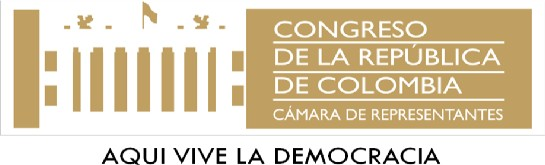 CONGRESO
DE LA REPÚBLICA
DE COLOMBIA
CÁMARA DE REPRESENTANTES
AQUI VIVE LA DEMOCRACIA